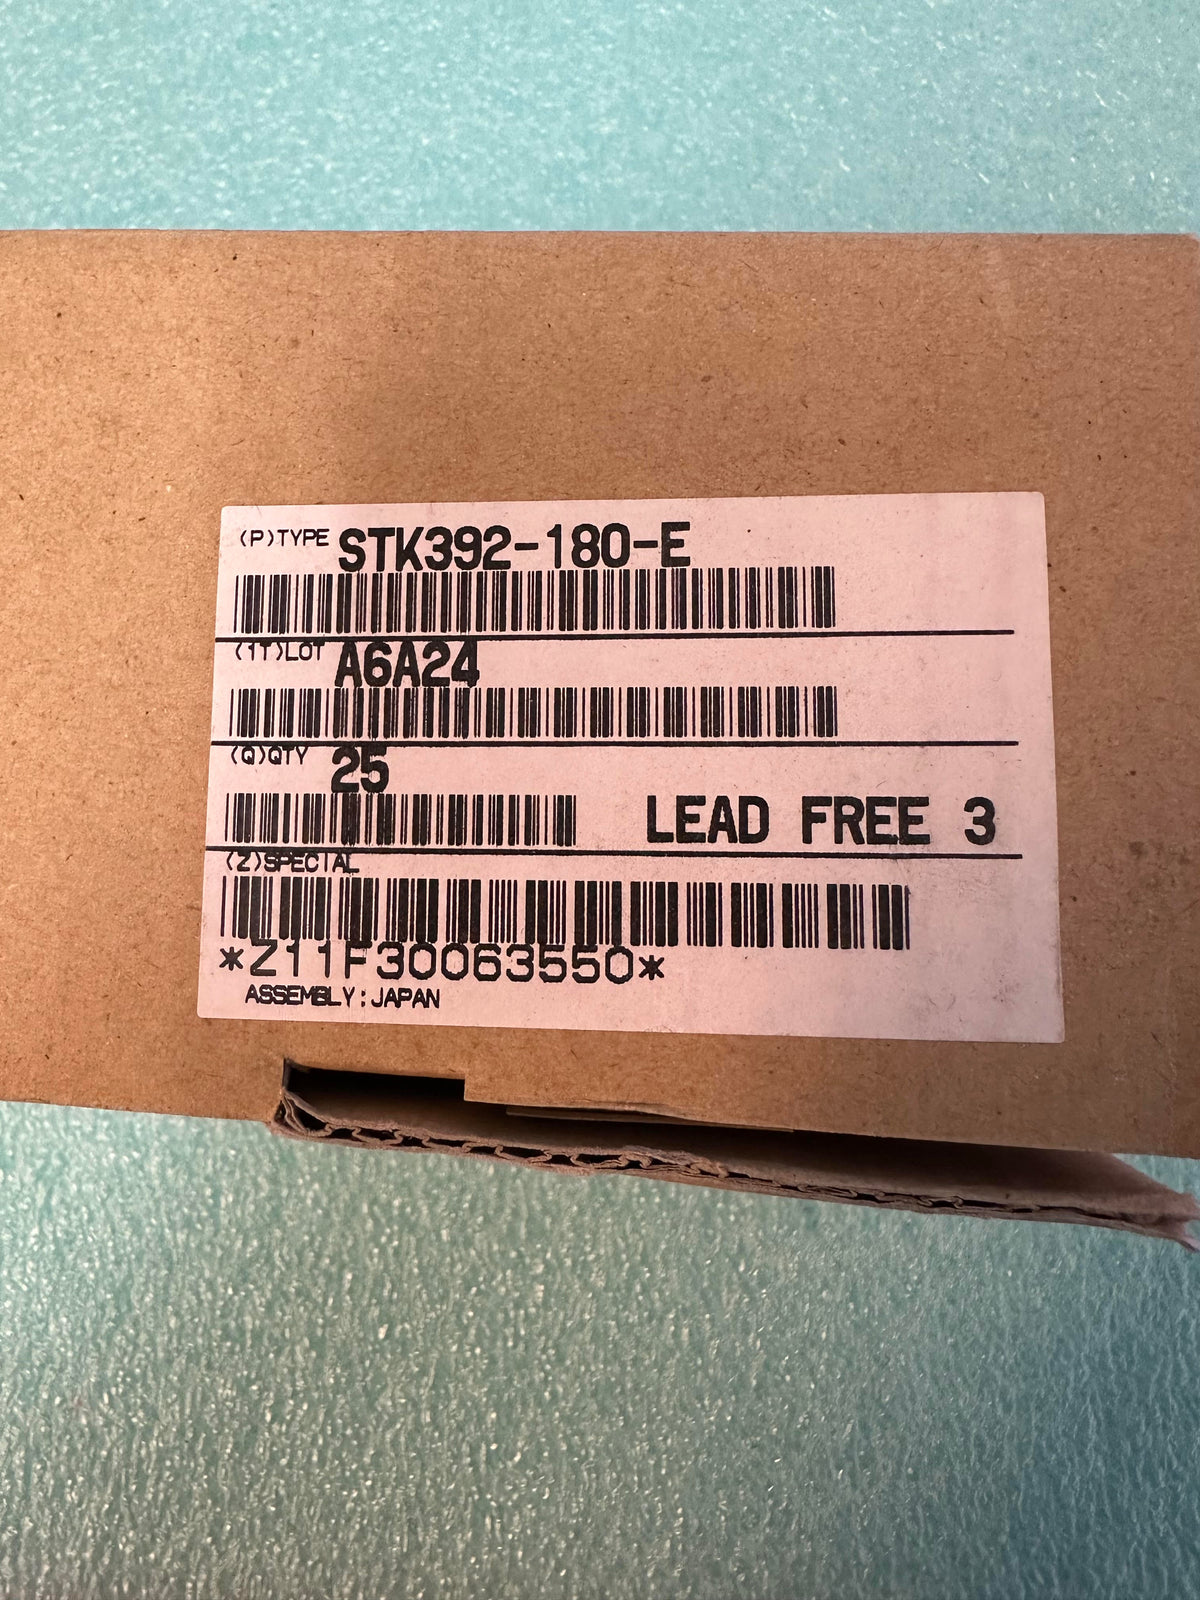 (P)TYPE STK392-180-E
(1T)LOT A6A24
(Q)QTY 25
LEAD FREE 3
(Z)SPECIAL
*Z11F30063550*
ASSEMBLY:JAPAN